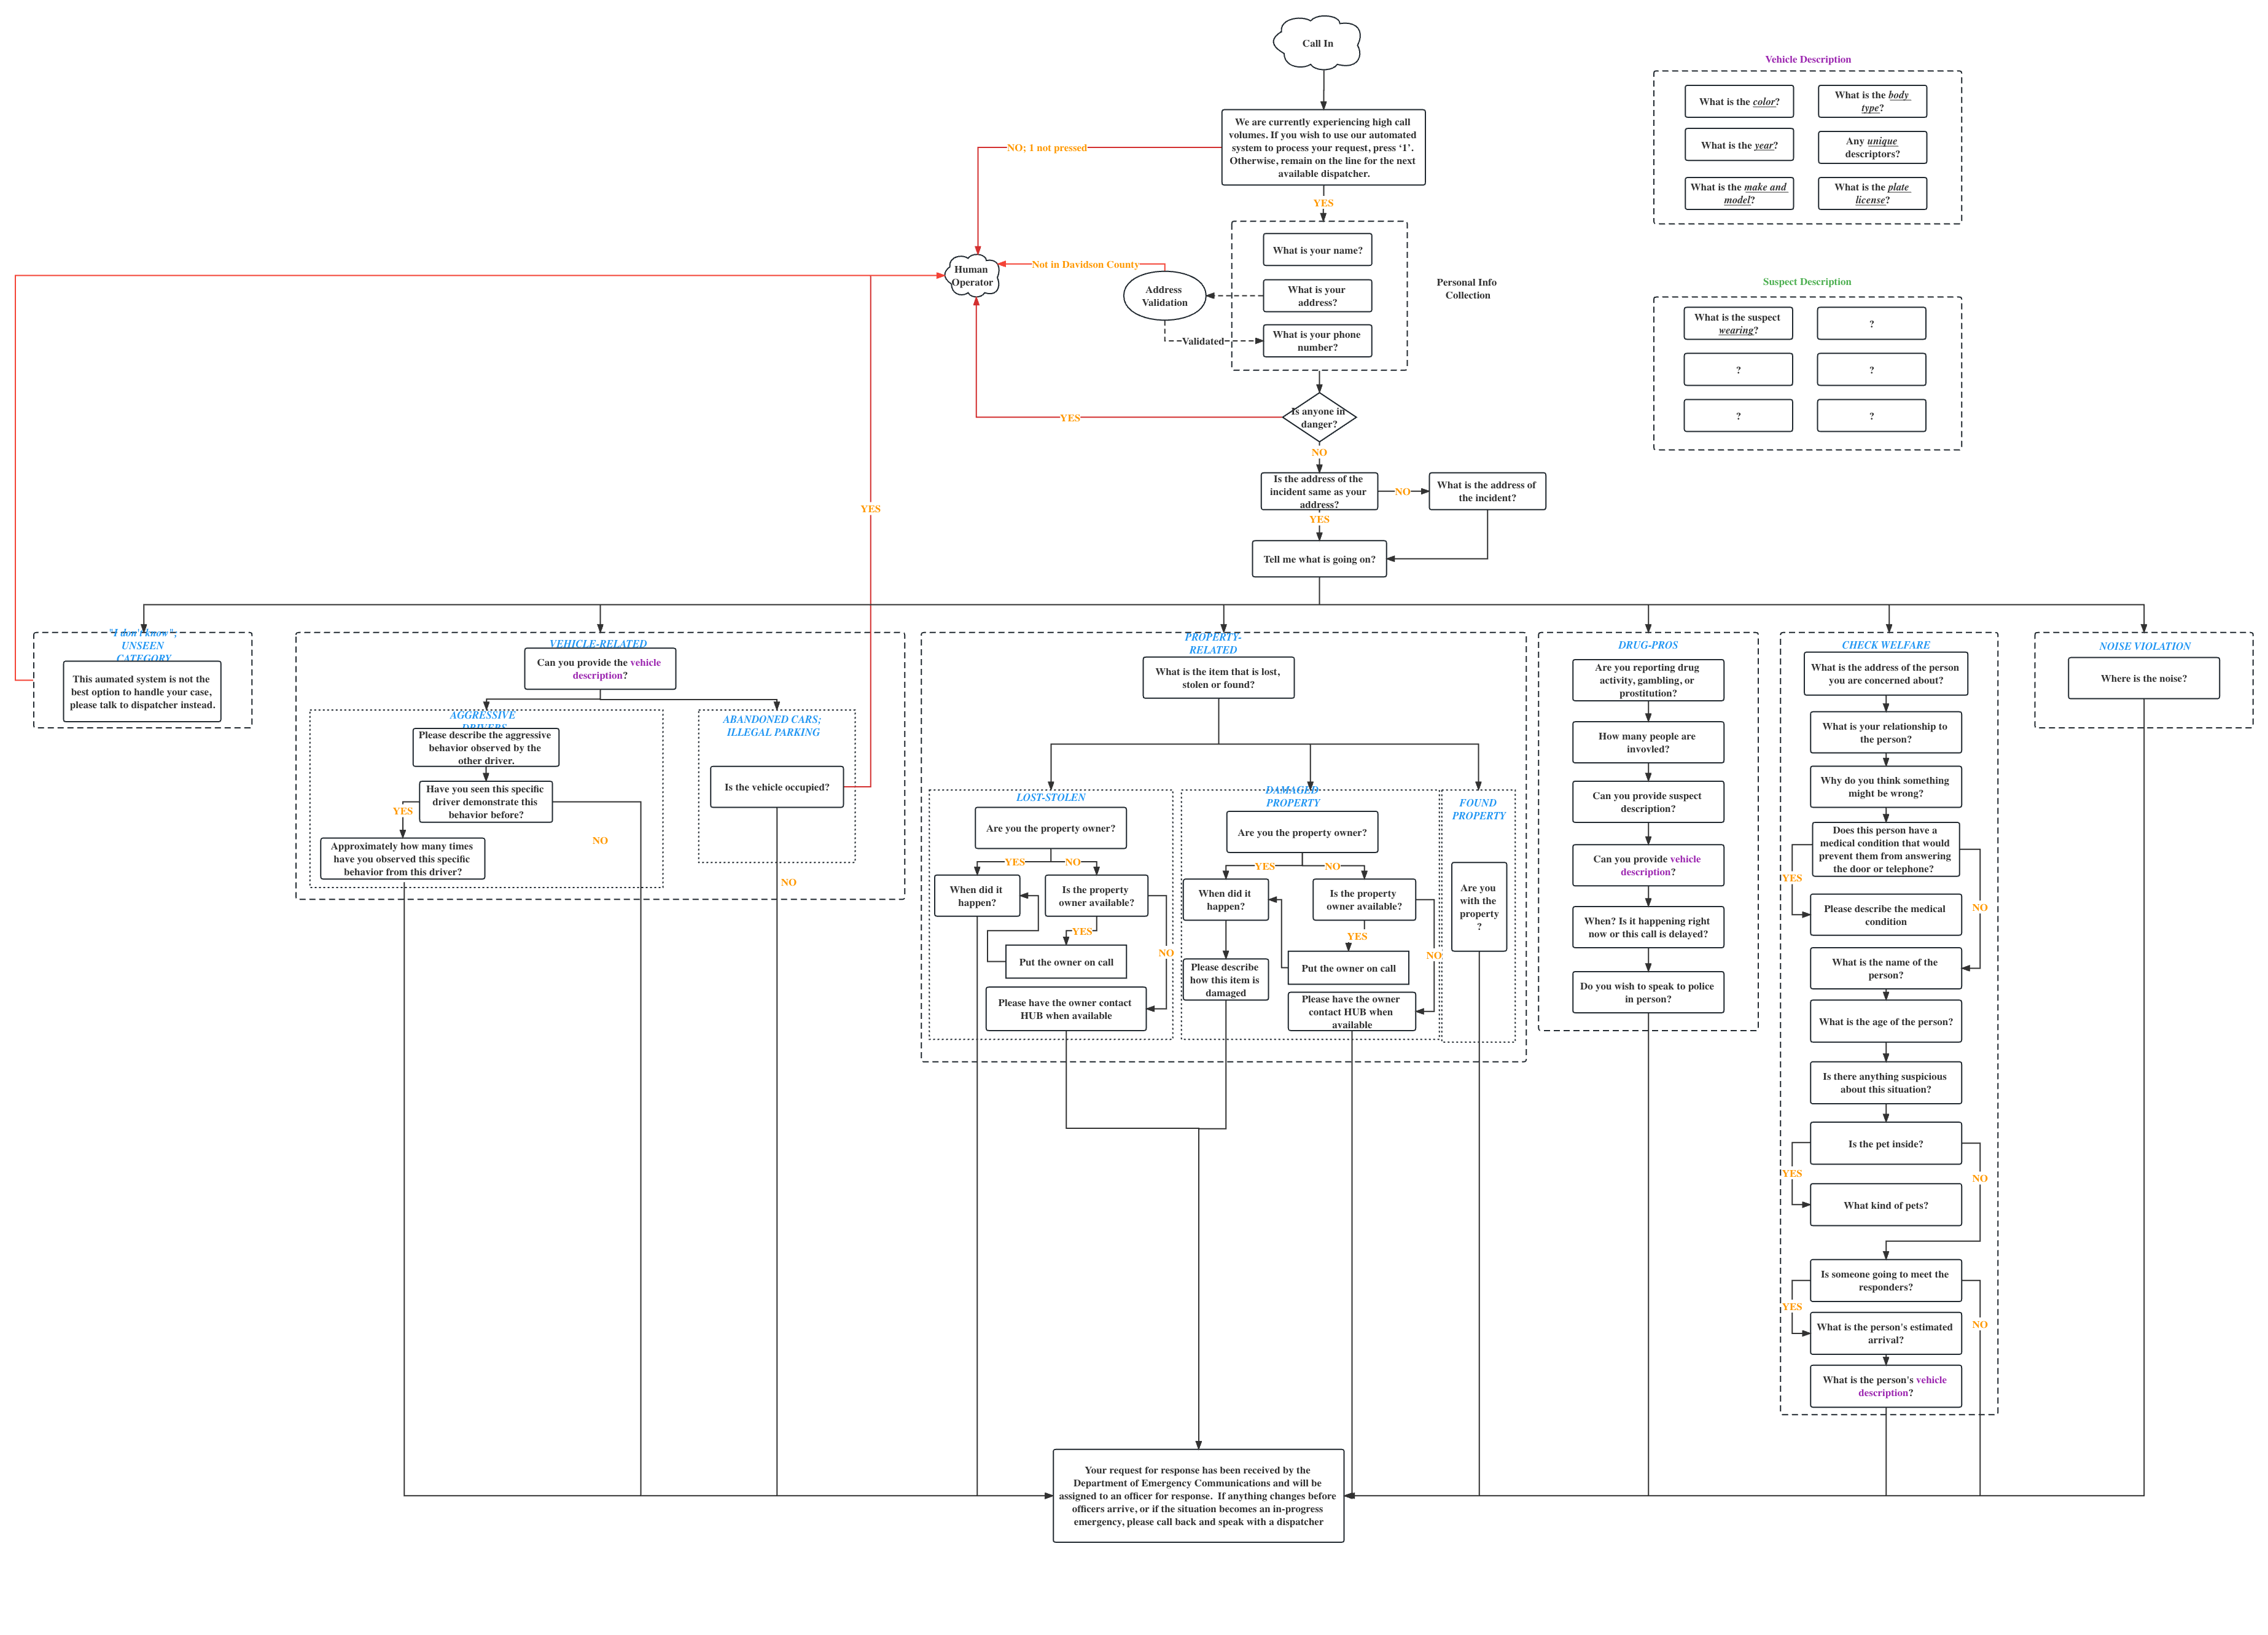 Call In
Vehicle Description
What is the color?
What is the body
type?
What is the year?
Any unique
descriptors?
What is the make and
model?
What is the plate
license?
We are currently experiencing high call
volumes. If you wish to use our automated
system to process your request, press ‘1’.
Otherwise, remain on the line for the next
available dispatcher.
NO; 1 not pressed
YES
What is your name?
Human
Operator
Not in Davidson County
Address
Validation
What is your
address?
Personal Info
Collection
Validated
What is your phone
number?
Suspect Description
What is the suspect
wearing?
?
?
?
?
?
Is anyone in
danger?
YES
NO
Is the address of the
incident same as your
address?
NO
What is the address of
the incident?
YES
YES
Tell me what is going on?
"I don't know";
UNSEEN
CATEGORY
This aumated system is not the
best option to handle your case,
please talk to dispatcher instead.
VEHICLE-RELATED
Can you provide the vehicle
description?
AGGRESSIVE
DRIVERS
Please describe the aggressive
behavior observed by the
other driver.
Have you seen this specific
driver demonstrate this
behavior before?
YES
NO
Approximately how many times
have you observed this specific
behavior from this driver?
ABANDONED CARS;
ILLEGAL PARKING
Is the vehicle occupied?
NO
PROPERTY-
RELATED
What is the item that is lost,
stolen or found?
LOST-STOLEN
Are you the property owner?
YES
NO
When did it
happen?
Is the property
owner available?
YES
NO
Put the owner on call
Please have the owner contact
HUB when available
DAMAGED
PROPERTY
Are you the property owner?
YES
NO
When did it
happen?
Is the property
owner available?
YES
NO
Please describe
how this item is
damaged
Put the owner on call
Please have the owner
contact HUB when
available
FOUND
PROPERTY
Are you
with the
property
?
DRUG-PROS
Are you reporting drug
activity, gambling, or
prostitution?
How many people are
invovled?
Can you provide suspect
description?
Can you provide vehicle
description?
When? Is it happening right
now or this call is delayed?
Do you wish to speak to police
in person?
CHECK WELFARE
What is the address of the person
you are concerned about?
What is your relationship to
the person?
Why do you think something
might be wrong?
Does this person have a
medical condition that would
prevent them from answering
the door or telephone?
YES
NO
Please describe the medical
condition
What is the name of the
person?
What is the age of the person?
Is there anything suspicious
about this situation?
Is the pet inside?
YES
NO
What kind of pets?
Is someone going to meet the
responders?
YES
NO
What is the person's estimated
arrival?
What is the person's vehicle
description?
NOISE VIOLATION
Where is the noise?
Your request for response has been received by the
Department of Emergency Communications and will be
assigned to an officer for response. If anything changes before
officers arrive, or if the situation becomes an in-progress
emergency, please call back and speak with a dispatcher